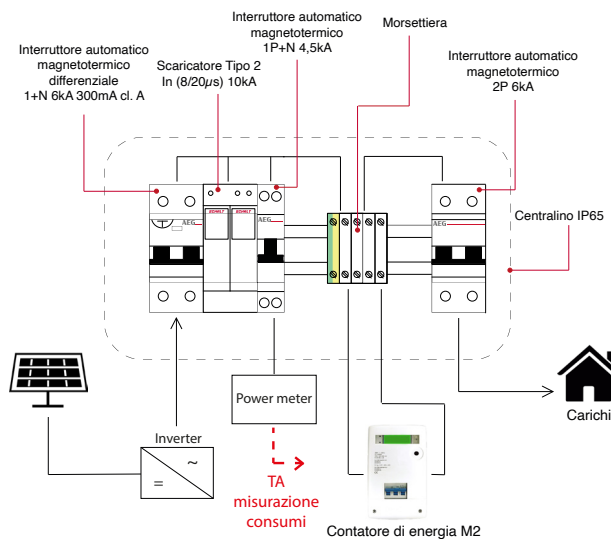 Interruttore automatico
magnetotermico
differenziale
1+N 6kA 300mA cl. A
Scaricatore Tipo 2
In (8/20µs) 10kA
Interruttore automatico
magnetotermico
1P+N 4,5kA
Morsettiera
Interruttore automatico
magnetotermico
2P 6kA
Centralino IP65
AEG
AEG
AEG
Power meter
Inverter
~
=
TA
misurazione
consumi
Contatore di energia M2
Carichi